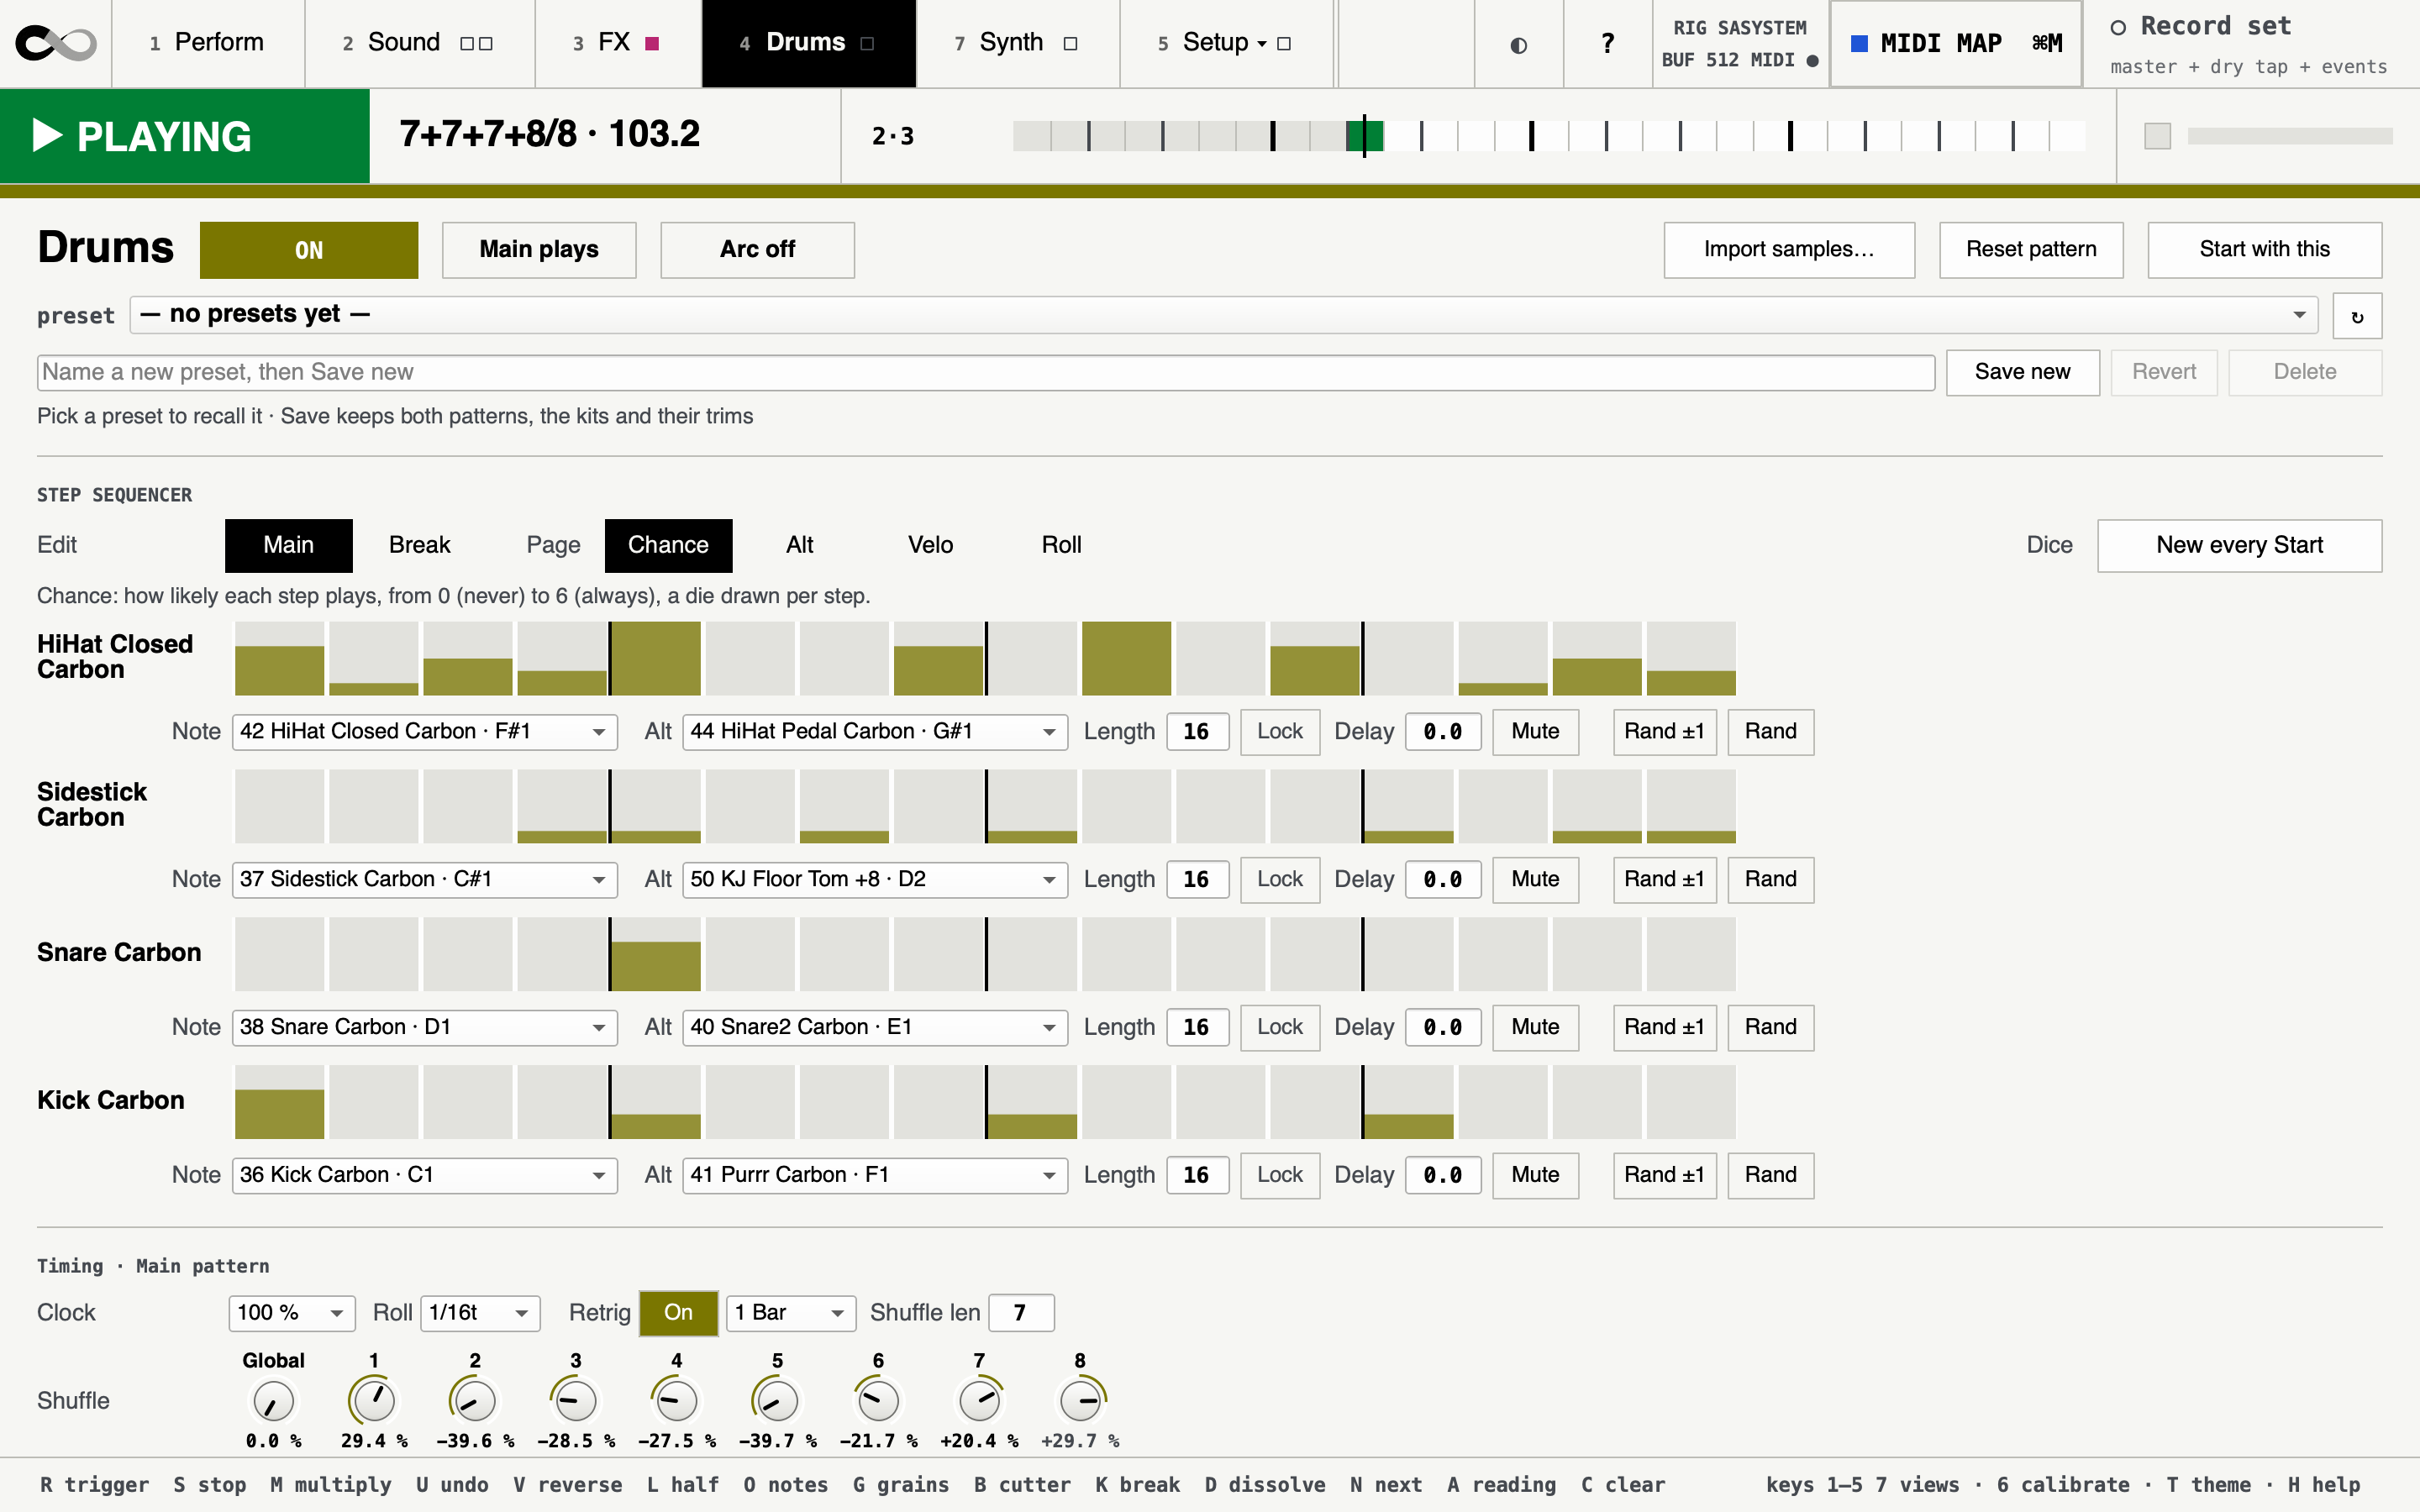 1 Perform
2 Sound
3 FX
4 Drums
7 Synth
5 Setup
?
RIG SASYSTEM
BUF 512 MIDI
MIDI MAP ⌘M
Record set
master + dry tap + events
PLAYING
7+7+7+8/8 · 103.2
2·3
Drums
ON
Main plays
Arc off
Import samples…
Reset pattern
Start with this
preset
— no presets yet —
↻
Name a new preset, then Save new
Save new
Revert
Delete
Pick a preset to recall it · Save keeps both patterns, the kits and their trims
STEP SEQUENCER
Edit Main Break Page Chance Alt Velo Roll Dice New every Start
Chance: how likely each step plays, from 0 (never) to 6 (always), a die drawn per step.
HiHat Closed
Carbon
Note 42 HiHat Closed Carbon · F#1 Alt 44 HiHat Pedal Carbon · G#1 Length 16 Lock Delay 0.0 Mute Rand ±1 Rand
Sidestick
Carbon
Note 37 Sidestick Carbon · C#1 Alt 50 KJ Floor Tom +8 · D2 Length 16 Lock Delay 0.0 Mute Rand ±1 Rand
Snare Carbon
Note 38 Snare Carbon · D1 Alt 40 Snare2 Carbon · E1 Length 16 Lock Delay 0.0 Mute Rand ±1 Rand
Kick Carbon
Note 36 Kick Carbon · C1 Alt 41 Purrr Carbon · F1 Length 16 Lock Delay 0.0 Mute Rand ±1 Rand
Timing · Main pattern
Clock 100 % Roll 1/16t Retrig On 1 Bar Shuffle len 7
Global 1 2 3 4 5 6 7 8
Shuffle
0.0 % 29.4 % −39.6 % −28.5 % −27.5 % −39.7 % −21.7 % +20.4 % +29.7 %
R trigger S stop M multiply U undo V reverse L half O notes G grains B cutter K break D dissolve N next A reading C clear keys 1–5 7 views · 6 calibrate · T theme · H help